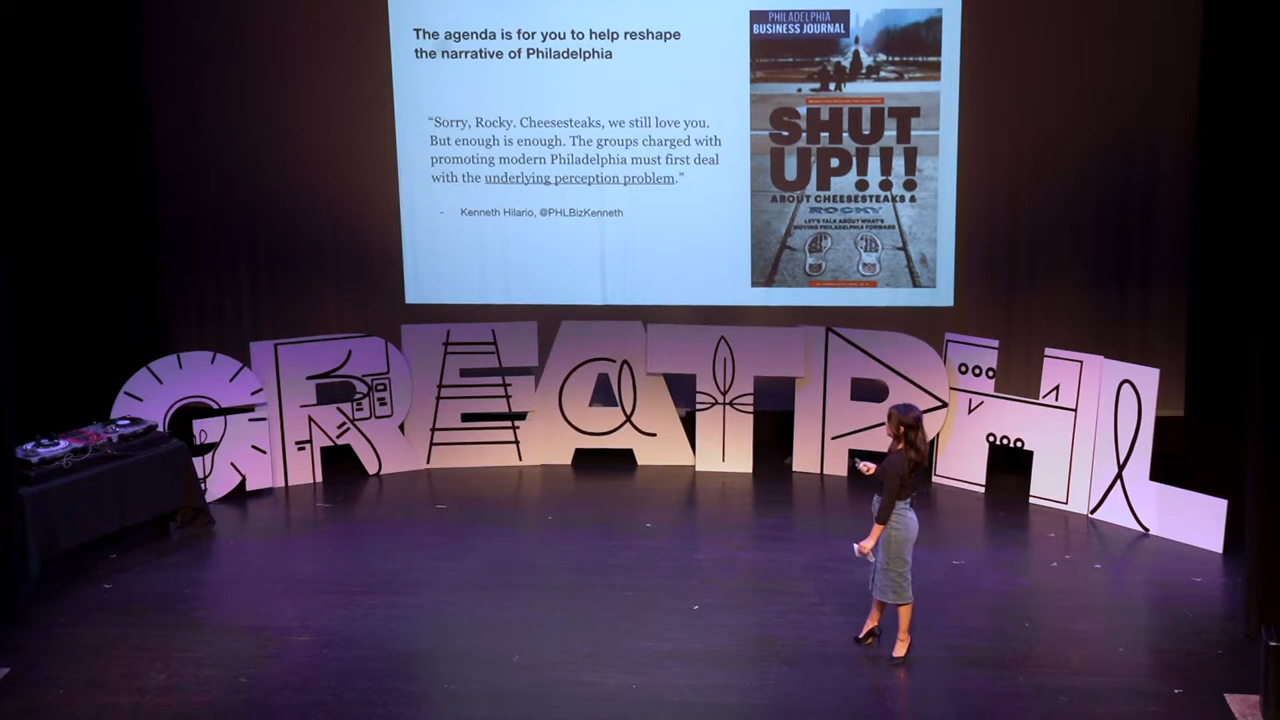 The agenda is for you to help reshape
the narrative of Philadelphia
“Sorry, Rocky. Cheesesteaks, we still love you.
But enough is enough. The groups charged with
promoting modern Philadelphia must first deal
with the underlying perception problem.”
- Kenneth Hilario, @PHLBizKenneth
PHILADELPHIA
BUSINESS JOURNAL
SHUT
UP!!!
ABOUT CHEESESTEAKS &
ROCKY
LET'S TALK ABOUT WHAT'S
MOVING PHILADELPHIA FORWARD
GREATPHL